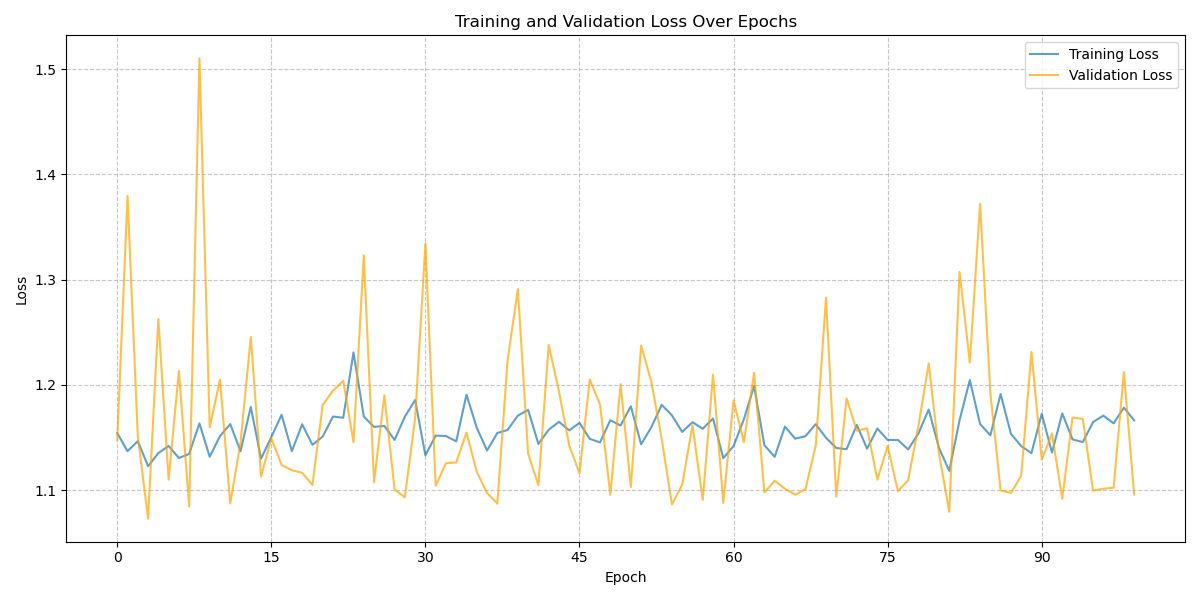 Training and Validation Loss Over Epochs
Training Loss
Validation Loss
Loss
1.5
1.4
1.3
1.2
1.1
0 15 30 45 60 75 90
Epoch